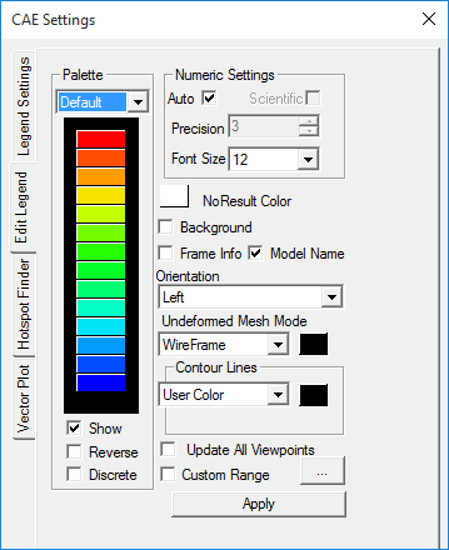 CAE Settings
Legend Settings
Edit Legend
Hotspot Finder
Vector Plot
Palette
Default
Show
Reverse
Discrete
Numeric Settings
Auto Scientific
Precision 3
Font Size 12
NoResult Color
Background
Frame Info Model Name
Orientation
Left
Undeformed Mesh Mode
WireFrame
Contour Lines
User Color
Update All Viewpoints
Custom Range ...
Apply